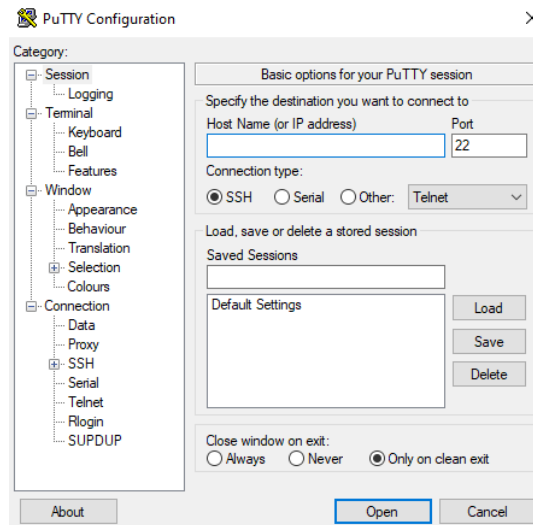 PuTTY Configuration
Category:
Session
Logging
Terminal
Keyboard
Bell
Features
Window
Appearance
Behaviour
Translation
Selection
Colours
Connection
Data
Proxy
SSH
Serial
Telnet
Rlogin
SUPDUP
Basic options for your PuTTY session
Specify the destination you want to connect to
Host Name (or IP address) Port
22
Connection type:
SSH Serial Other: Telnet
Load, save or delete a stored session
Saved Sessions
Default Settings
Load
Save
Delete
Close window on exit:
Always Never Only on clean exit
About Open Cancel